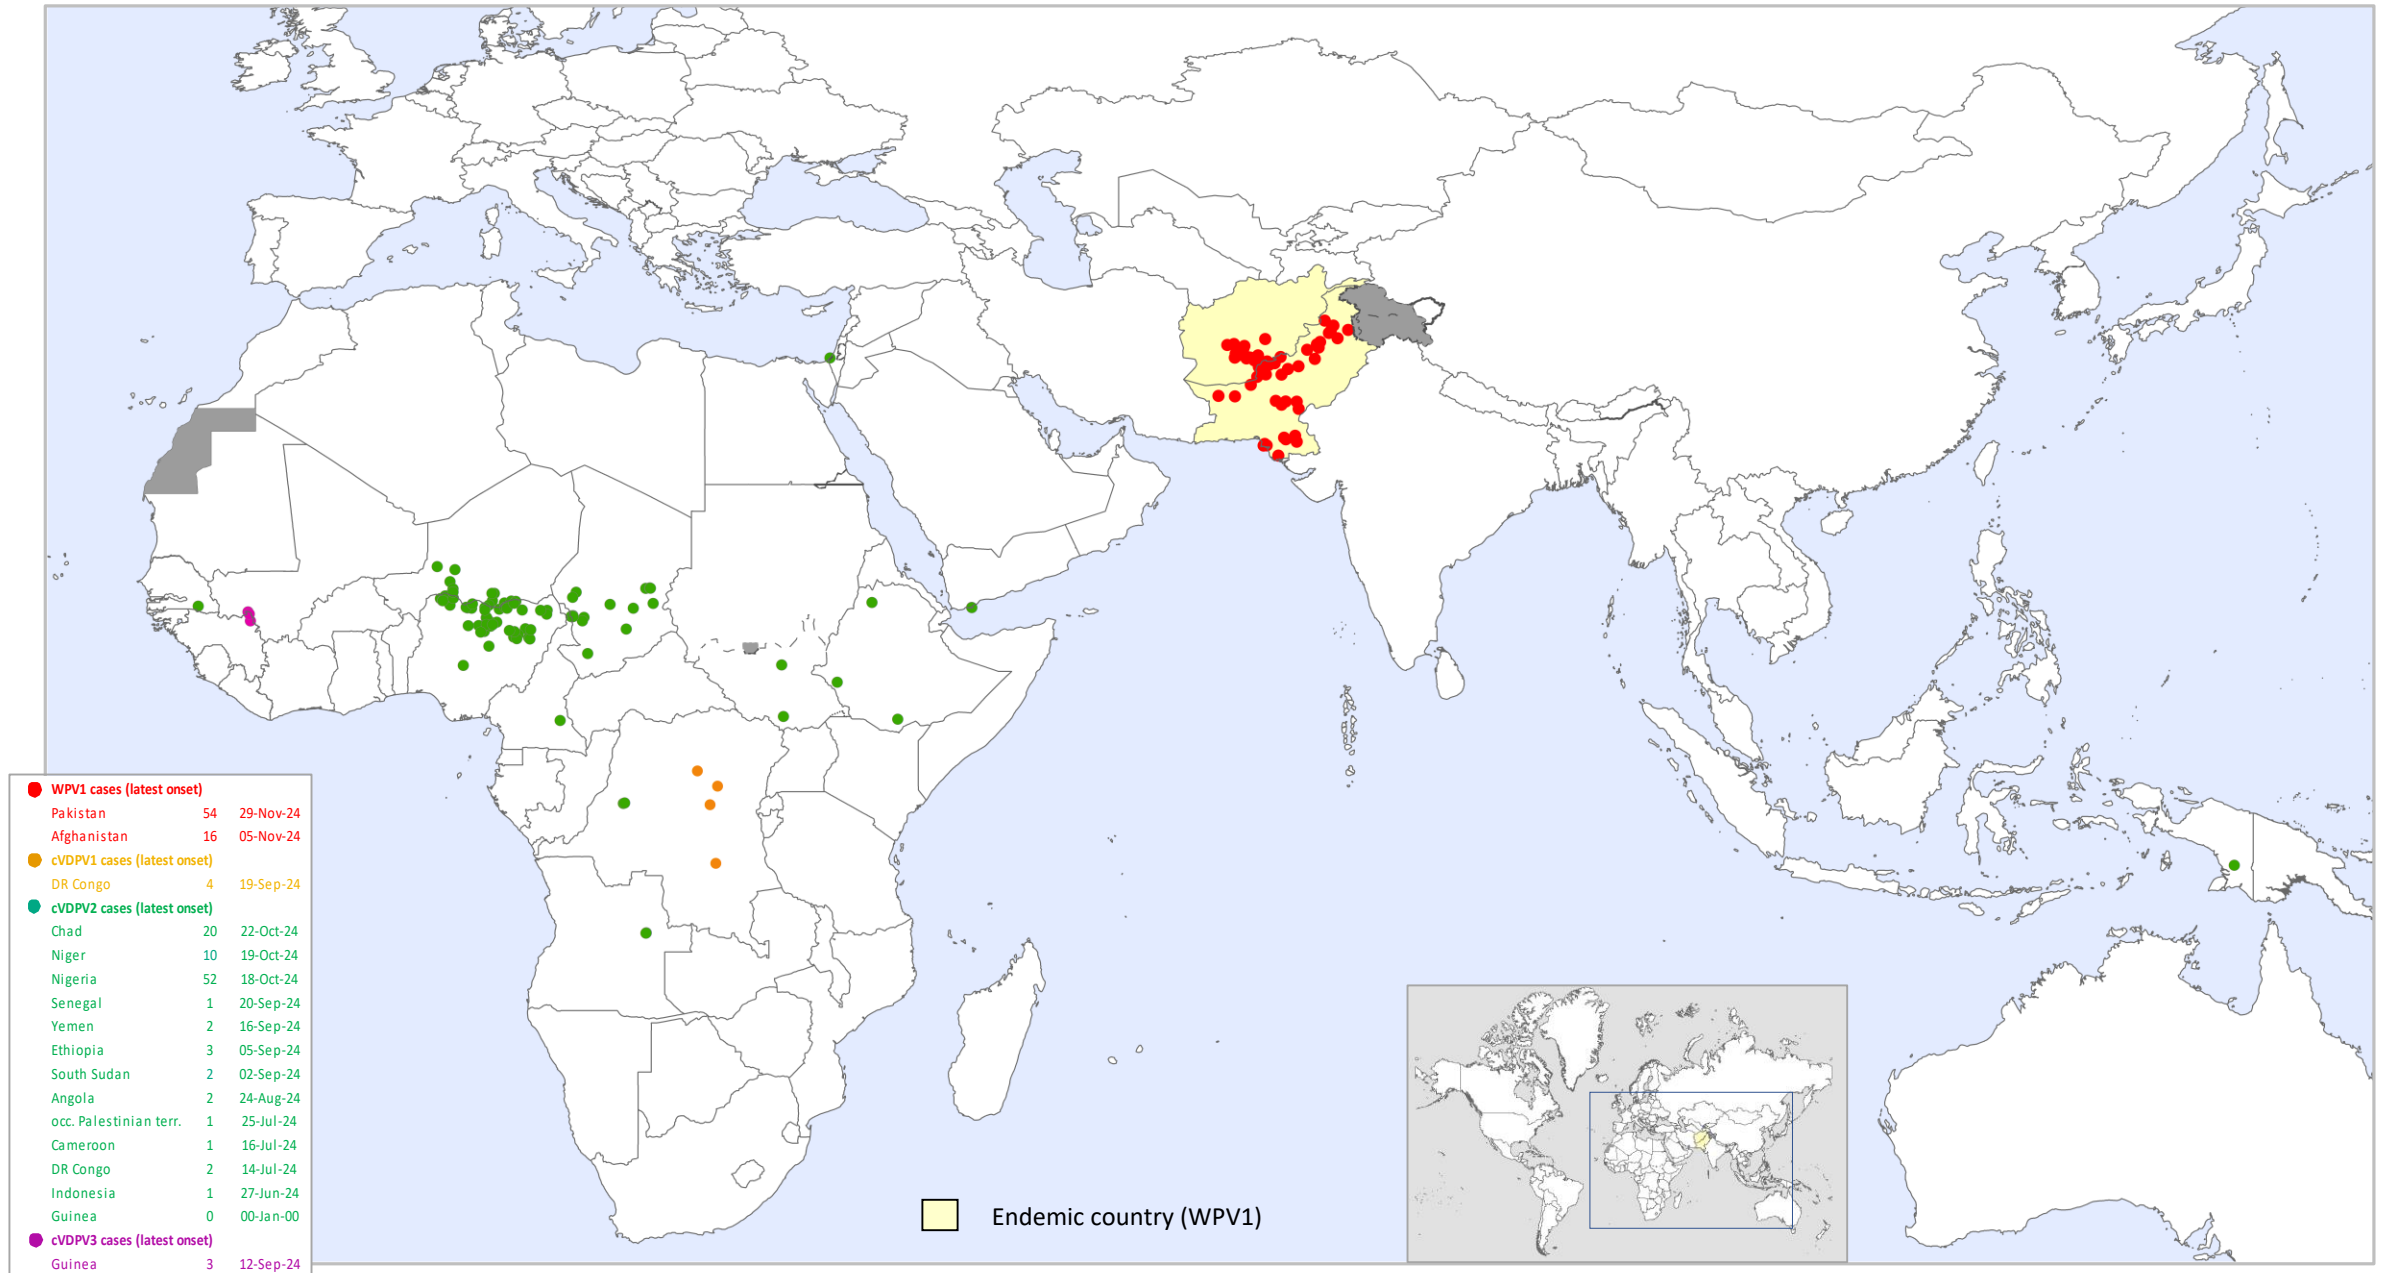 WPV1 cases (latest onset)
Pakistan 54 29-Nov-24
Afghanistan 16 05-Nov-24
cVDPV1 cases (latest onset)
DR Congo 4 19-Sep-24
cVDPV2 cases (latest onset)
Chad 20 22-Oct-24
Niger 10 19-Oct-24
Nigeria 52 18-Oct-24
Senegal 1 20-Sep-24
Yemen 2 16-Sep-24
Ethiopia 3 05-Sep-24
South Sudan 2 02-Sep-24
Angola 2 24-Aug-24
occ. Palestinian terr. 1 25-Jul-24
Cameroon 1 16-Jul-24
DR Congo 2 14-Jul-24
Indonesia 1 27-Jun-24
Guinea 0 00-Jan-00
cVDPV3 cases (latest onset)
Guinea 3 12-Sep-24
Endemic country (WPV1)